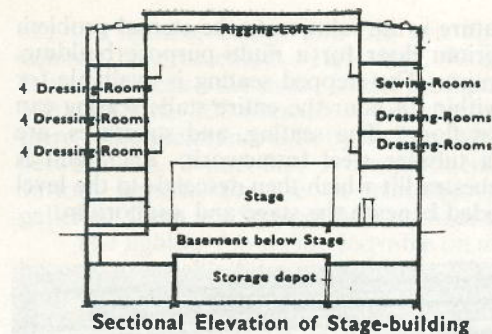 Rigging-Loft
4 Dressing-Rooms
Sewing-Rooms
4 Dressing-Rooms
Dressing-Rooms
4 Dressing-Rooms
Dressing-Rooms
Stage
Basement below Stage
Storage depot
Sectional Elevation of Stage-building